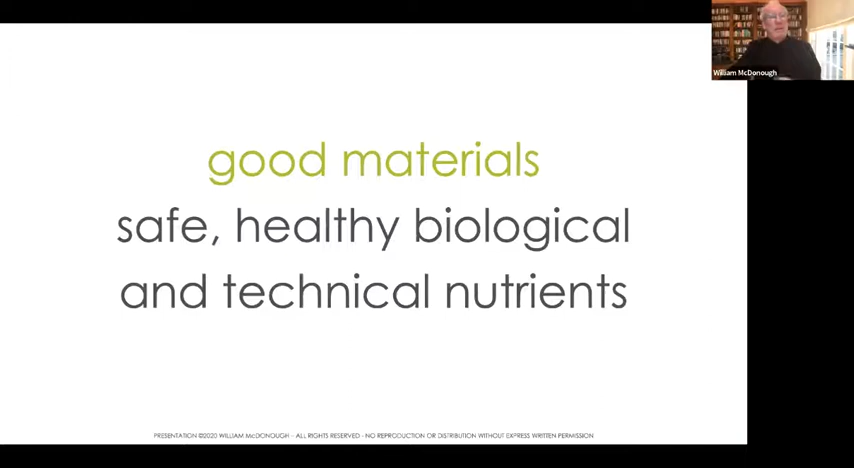 William McDonough
good materials
safe, healthy biological
and technical nutrients
PRESENTATION ©2020 WILLIAM McDONOUGH - ALL RIGHTS RESERVED - NO REPRODUCTION OR DISTRIBUTION WITHOUT EXPRESS WRITTEN PERMISSION